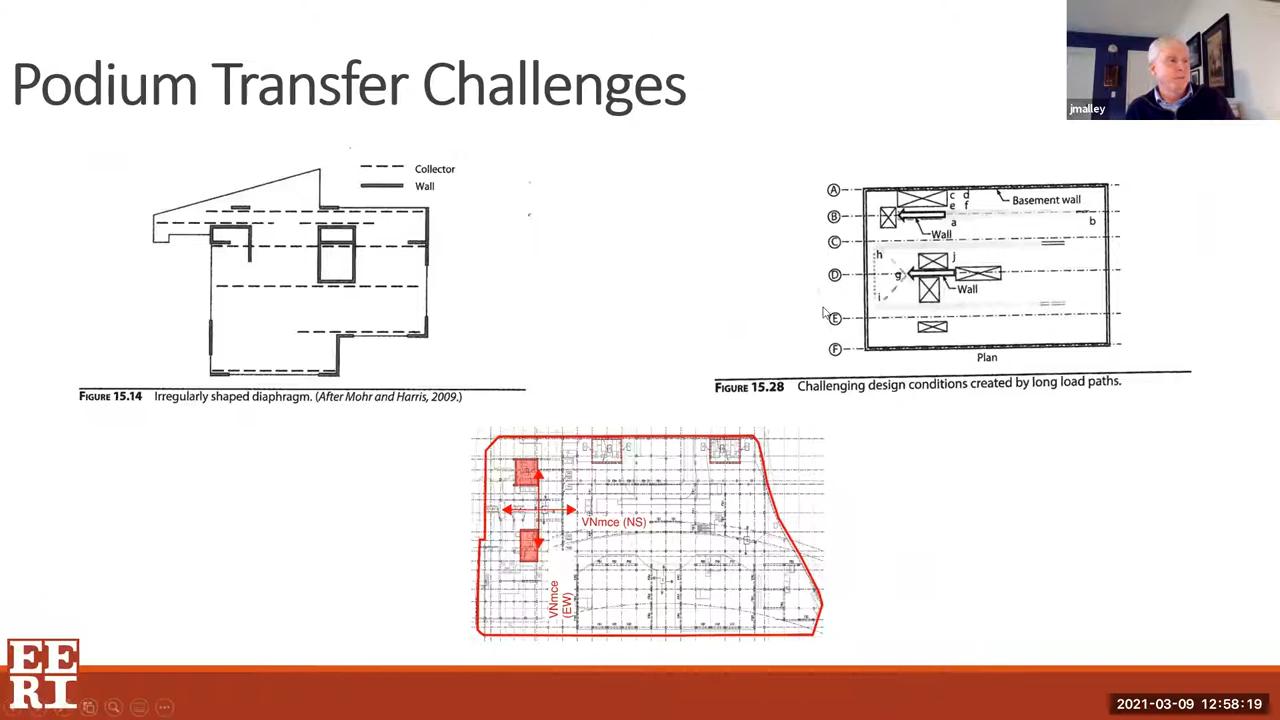 Podium Transfer Challenges
jmalley
Collector
Wall
FIGURE 15.14 Irregularly shaped diaphragm. (After Mohr and Harris, 2009.)
A
B
C
D
E
F
c d
e f
Basement wall
a
b
Wall
h
j
g
i
Wall
Plan
FIGURE 15.28 Challenging design conditions created by long load paths.
VNmce (NS)
VNmce
(EW)
EE
RI
2021-03-09 12:58:19